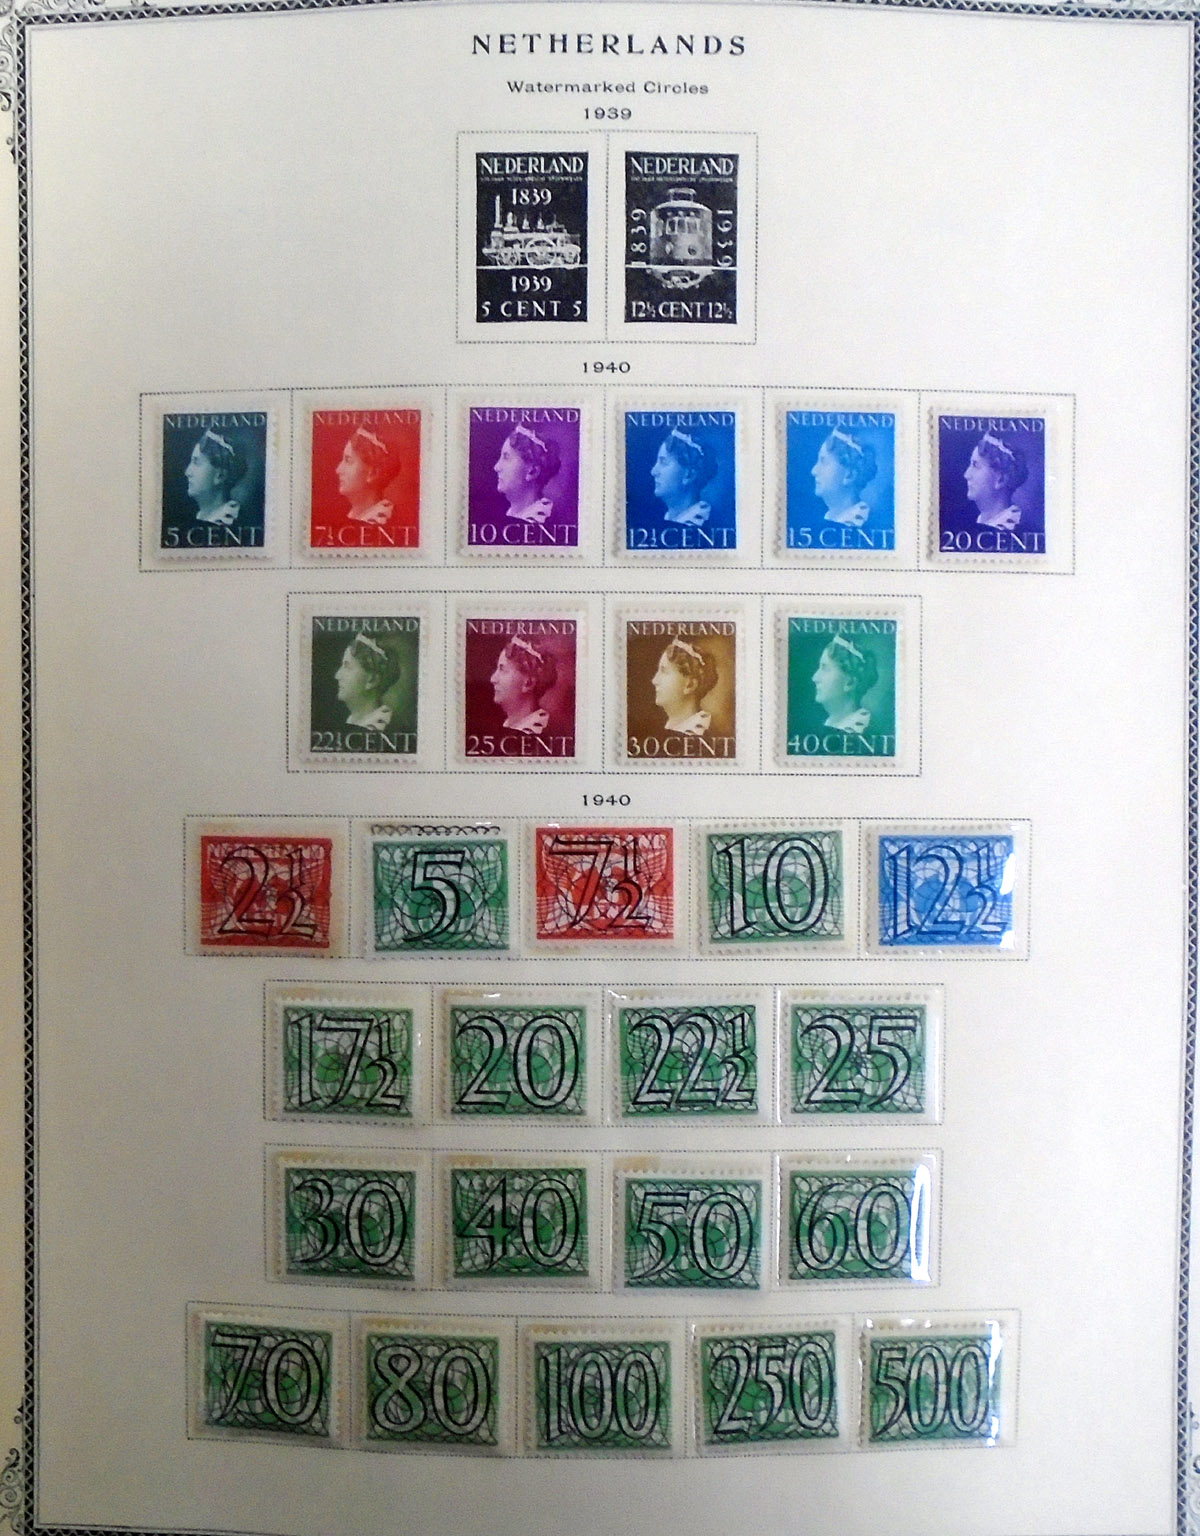 NETHERLANDS
Watermarked Circles
1939
NEDERLAND NEDERLAND
1839 1839
1939 1939
5 CENT 5 12½ CENT 12½
1940
NEDERLAND NEDERLAND NEDERLAND NEDERLAND NEDERLAND NEDERLAND
5 CENT 7½ CENT 10 CENT 12½ CENT 15 CENT 20 CENT
NEDERLAND NEDERLAND NEDERLAND NEDERLAND
22½ CENT 25 CENT 30 CENT 40 CENT
1940
2½ 5 7½ 10 12½
17½ 20 22½ 25
30 40 50 60
70 80 100 250 500